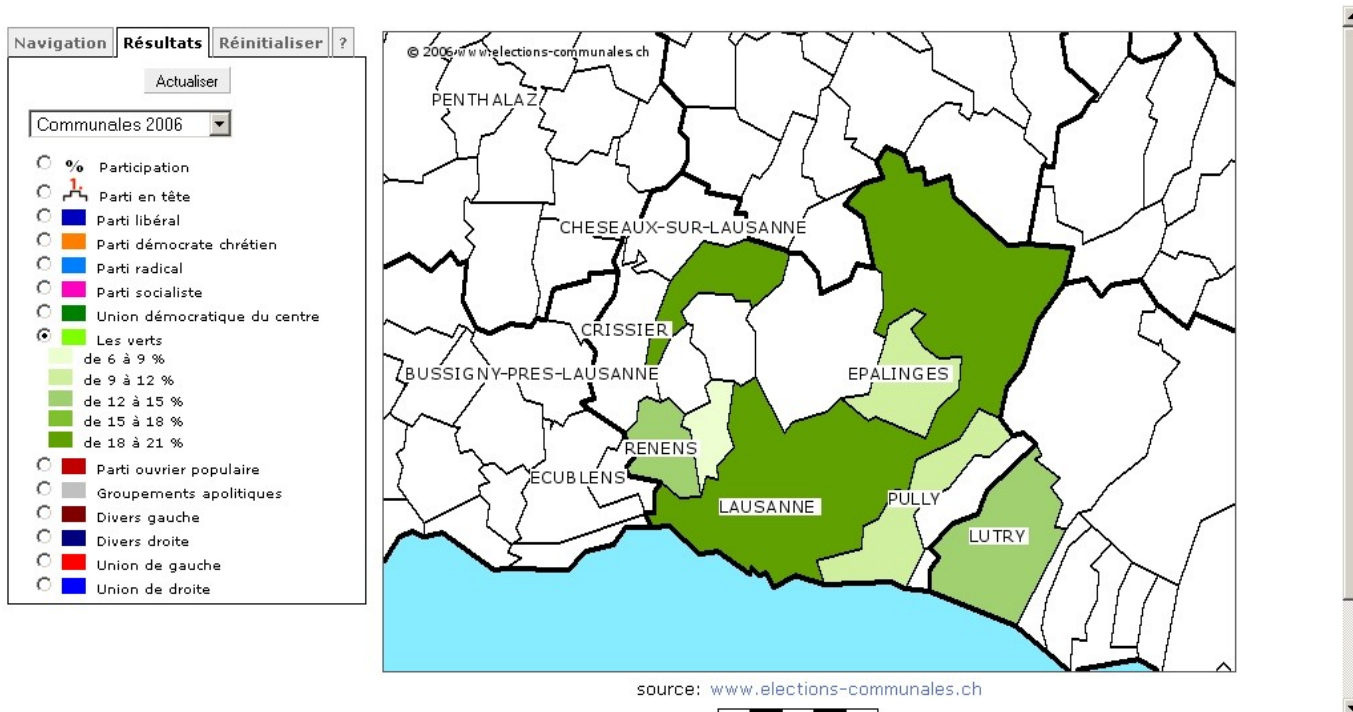 Navigation Résultats Réinitialiser ?
Actualiser
Communales 2006
% Participation
1. Parti en tête
Parti libéral
Parti démocrate chrétien
Parti radical
Parti socialiste
Union démocratique du centre
Les verts
de 6 à 9 %
de 9 à 12 %
de 12 à 15 %
de 15 à 18 %
de 18 à 21 %
Parti ouvrier populaire
Groupements apolitiques
Divers gauche
Divers droite
Union de gauche
Union de droite
© 2006 www.elections-communales.ch
PENTHALAZ
CHESEAUX-SUR-LAUSANNE
CRISSIER
BUSSIGNY-PRES-LAUSANNE
EPALINGES
RENENS
ECUBLENS
LAUSANNE
PULLY
LUTRY
source: www.elections-communales.ch